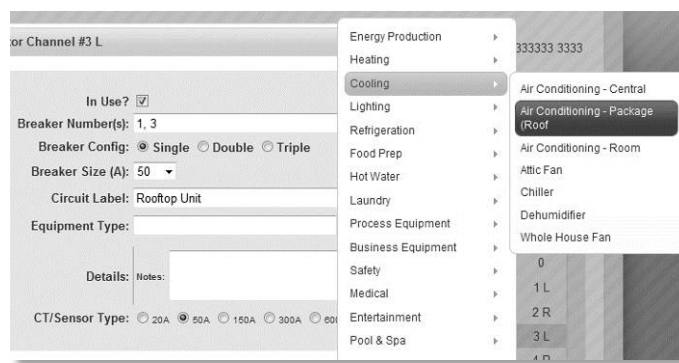 or Channel #3 L
In Use?
Breaker Number(s): 1, 3
Breaker Config: Single Double Triple
Breaker Size (A): 50
Circuit Label: Rooftop Unit
Equipment Type:
Details: Notes:
CT/Sensor Type: 20A 50A 150A 300A 60
Energy Production
Heating
Cooling
Lighting
Refrigeration
Food Prep
Hot Water
Laundry
Process Equipment
Business Equipment
Safety
Medical
Entertainment
Pool & Spa
333333 3333
Air Conditioning - Central
Air Conditioning - Package
(Roof
Air Conditioning - Room
Attic Fan
Chiller
Dehumidifier
Whole House Fan
0
1 L
2 R
3 L